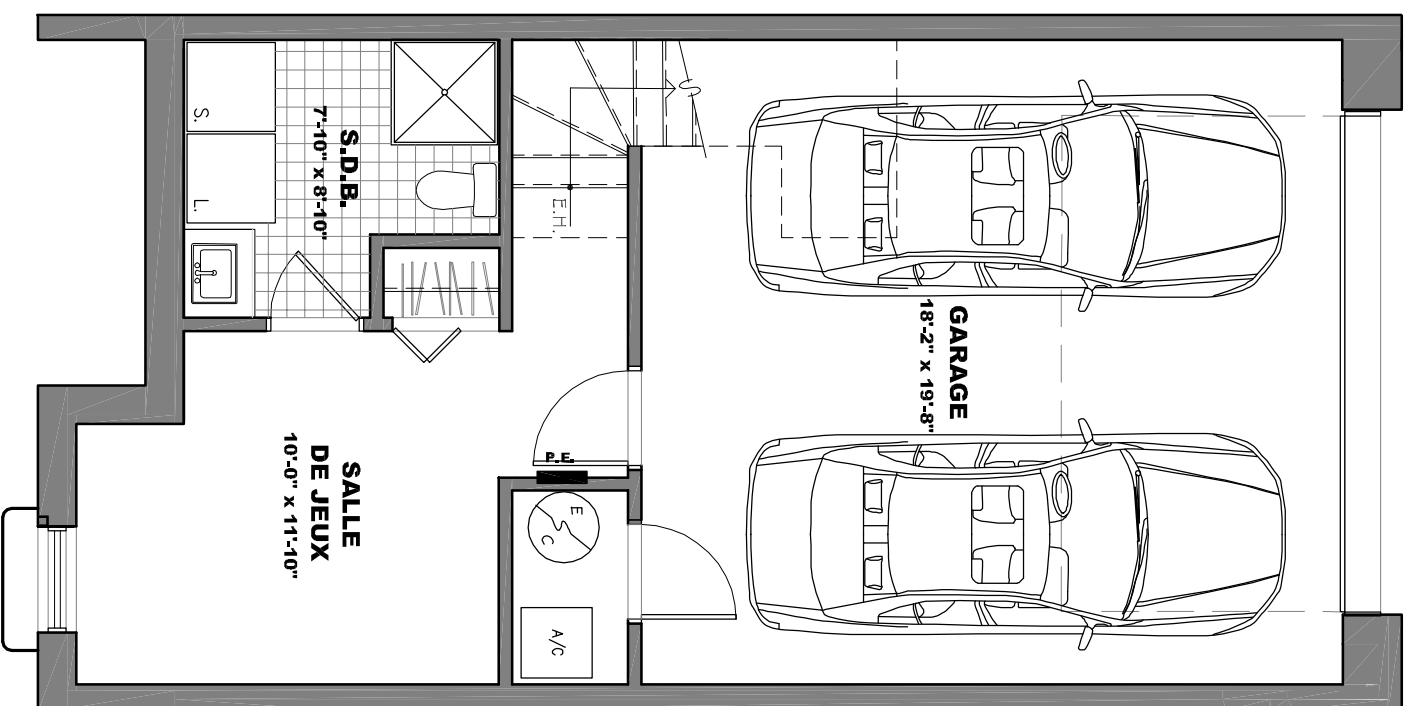 S.
L.
S.D.B.
7'-10" x 8'-10"
E.H.
GARAGE
18'-2" x 19'-8"
P.E.
SALLE
DE JEUX
10'-0" x 11'-10"
E
C
A/C